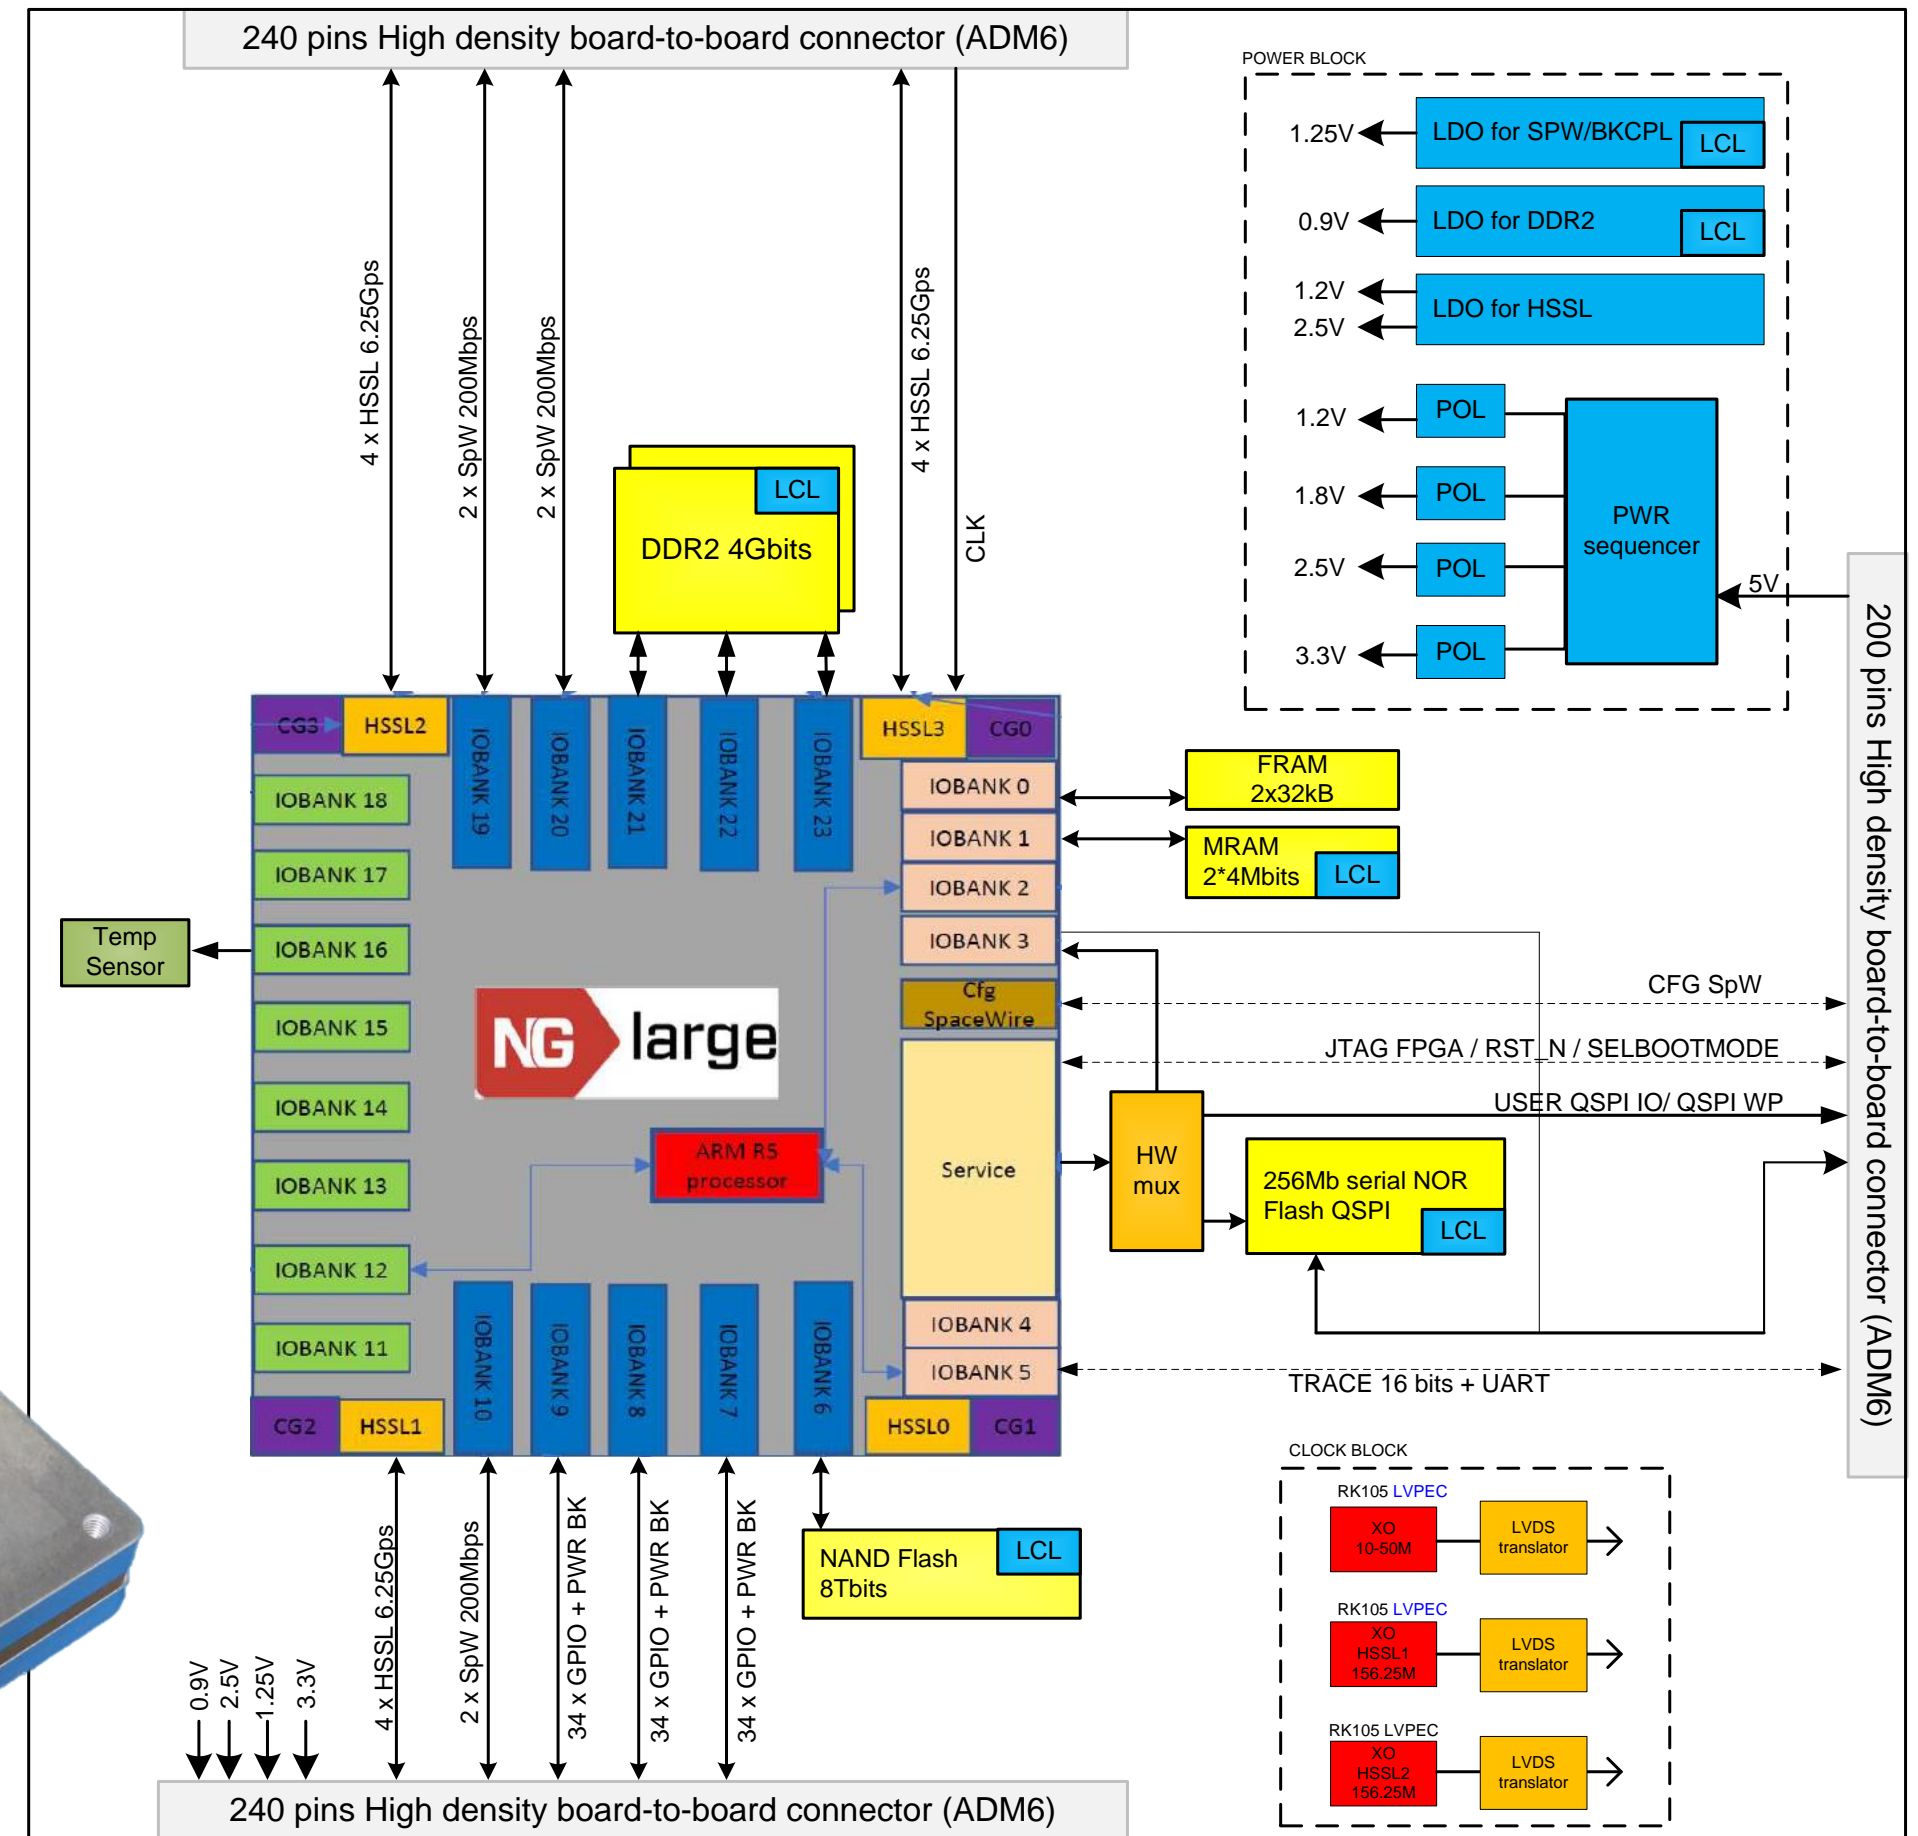 240 pins High density board-to-board connector (ADM6)
4 x HSSL 6.25Gps
2 x SpW 200Mbps
2 x SpW 200Mbps
4 x HSSL 6.25Gps
CLK
DDR2 4Gbits
LCL
POWER BLOCK
1.25V
LDO for SPW/BKCPL
LCL
0.9V
LDO for DDR2
LCL
1.2V
2.5V
LDO for HSSL
1.2V
POL
1.8V
POL
2.5V
POL
3.3V
POL
PWR
sequencer
5V
200 pins High density board-to-board connector (ADM6)
CG3
HSSL2
IOBANK 19
IOBANK 20
IOBANK 21
IOBANK 22
IOBANK 23
HSSL3
CG0
IOBANK 18
IOBANK 17
IOBANK 16
IOBANK 15
IOBANK 14
IOBANK 13
IOBANK 12
IOBANK 11
IOBANK 0
IOBANK 1
IOBANK 2
IOBANK 3
Cfg
SpaceWire
Service
IOBANK 4
IOBANK 5
NG large
ARM R5
processor
CG2
HSSL1
IOBANK 10
IOBANK 9
IOBANK 8
IOBANK 7
IOBANK 6
HSSL0
CG1
Temp
Sensor
FRAM
2x32kB
MRAM
2*4Mbits
LCL
CFG SpW
JTAG FPGA / RST_N / SELBOOTMODE
USER QSPI IO/ QSPI WP
HW
mux
256Mb serial NOR
Flash QSPI
LCL
TRACE 16 bits + UART
NAND Flash
8Tbits
LCL
4 x HSSL 6.25Gps
2 x SpW 200Mbps
34 x GPIO + PWR BK
34 x GPIO + PWR BK
34 x GPIO + PWR BK
0.9V
2.5V
1.25V
3.3V
CLOCK BLOCK
RK105 LVPEC
XO
10-50M
LVDS
translator
RK105 LVPEC
XO
HSSL1
156.25M
LVDS
translator
RK105 LVPEC
XO
HSSL2
156.25M
LVDS
translator
240 pins High density board-to-board connector (ADM6)